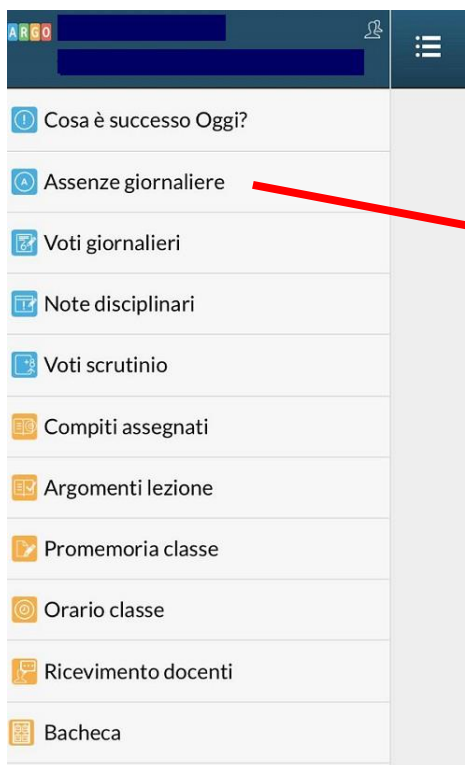 ARGO
Cosa è successo Oggi?
Assenze giornaliere
Voti giornalieri
Note disciplinari
Voti scrutinio
Compiti assegnati
Argomenti lezione
Promemoria classe
Orario classe
Ricevimento docenti
Bacheca